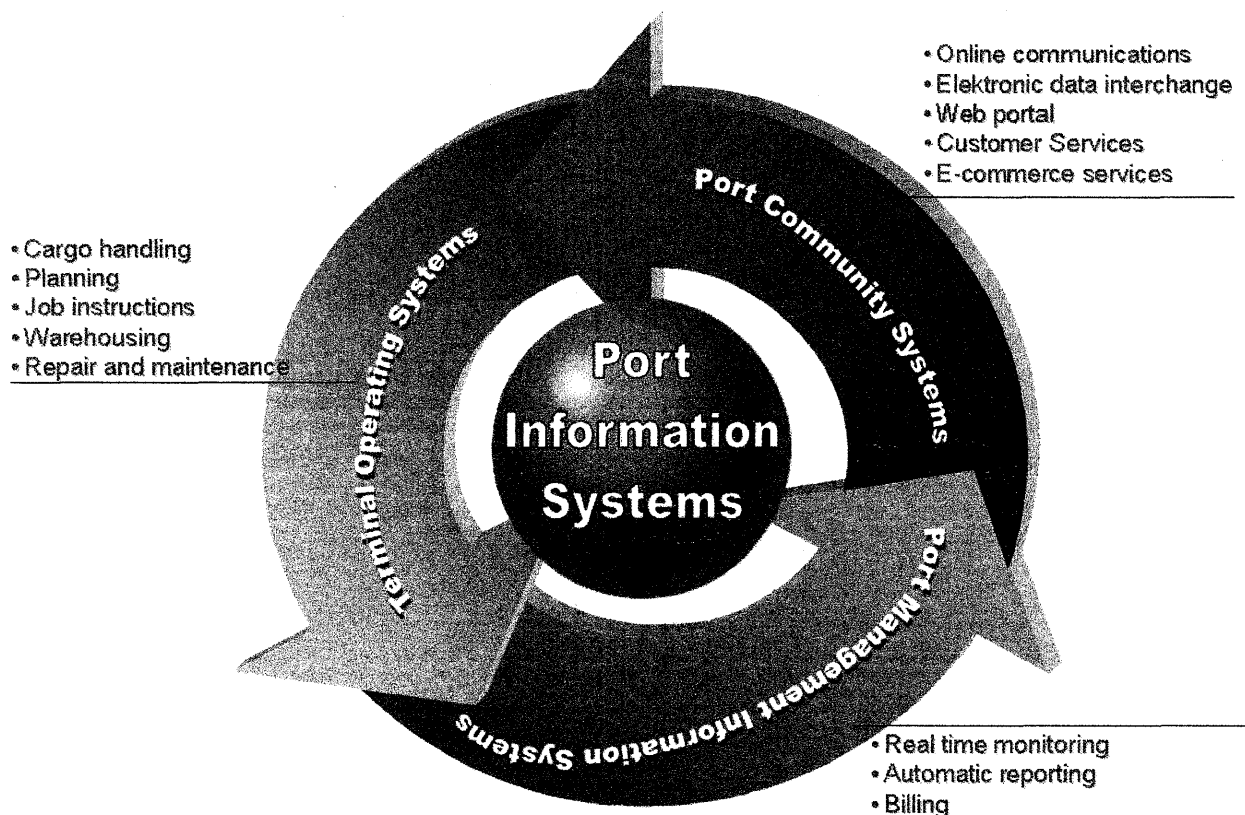 • Online communications
• Elektronic data interchange
• Web portal
• Customer Services
• E-commerce services
Port Community Systems
• Cargo handling
• Planning
• Job instructions
• Warehousing
• Repair and maintenance
Terminal Operating Systems
Port
Information
Systems
Port Management Information Systems
• Real time monitoring
• Automatic reporting
• Billing